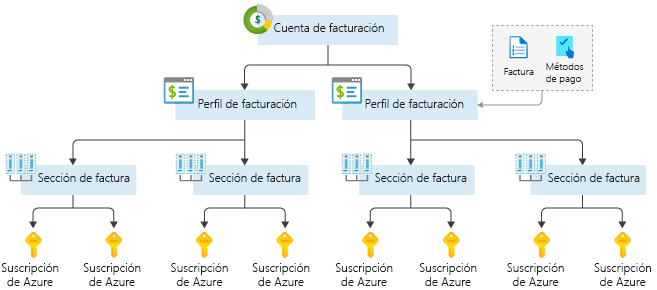 Cuenta de facturación
Factura
Métodos
de pago
Perfil de facturación
Perfil de facturación
Sección de factura
Sección de factura
Sección de factura
Sección de factura
Suscripción
de Azure
Suscripción
de Azure
Suscripción
de Azure
Suscripción
de Azure
Suscripción
de Azure
Suscripción
de Azure
Suscripción
de Azure
Suscripción
de Azure